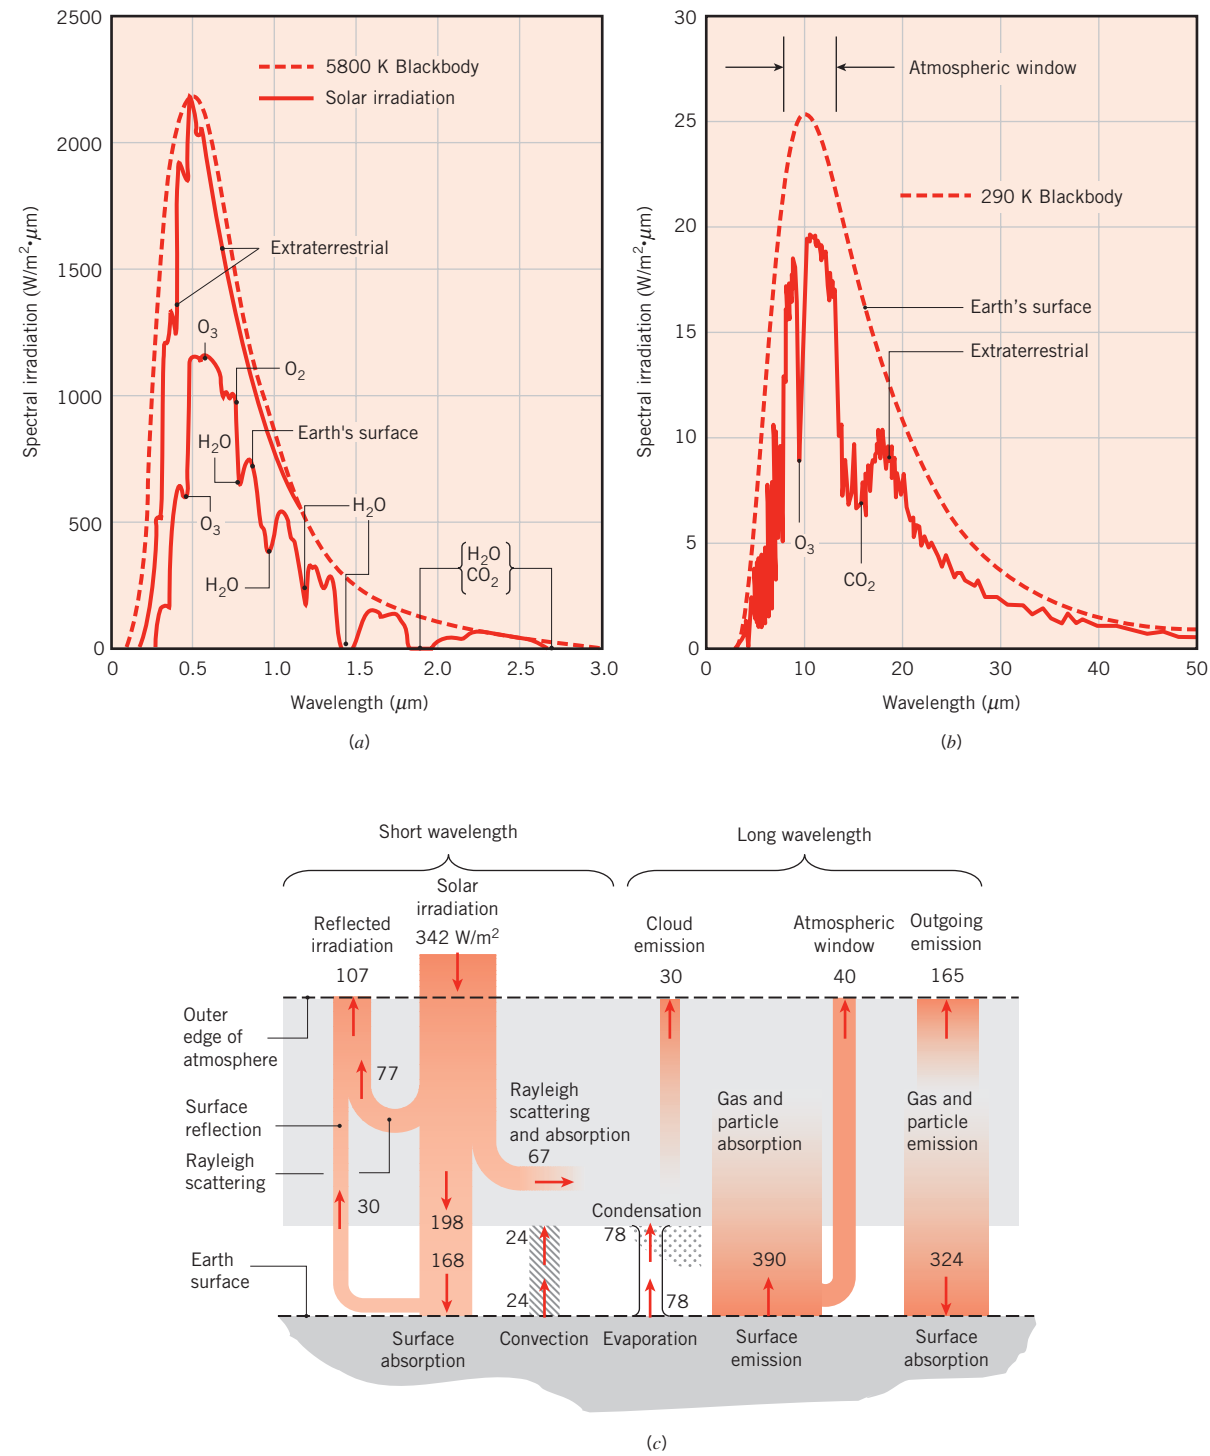 2500
2000
1500
1000
500
0
Spectral irradiation (W/m²•μm)
5800 K Blackbody
Solar irradiation
Extraterrestrial
O₃
O₂
H₂O
Earth's surface
O₃
H₂O
H₂O
H₂O
CO₂
0 0.5 1.0 1.5 2.0 2.5 3.0
Wavelength (μm)
(a)
30
25
20
15
10
5
0
Spectral irradiation (W/m²•μm)
Atmospheric window
290 K Blackbody
Earth's surface
Extraterrestrial
O₃
CO₂
0 10 20 30 40 50
Wavelength (μm)
(b)
Short wavelength
Long wavelength
Solar
irradiation
342 W/m²
Reflected
irradiation
107
Cloud
emission
30
Atmospheric
window
40
Outgoing
emission
165
Outer
edge of
atmosphere
77
Surface
reflection
Rayleigh
scattering
30
Rayleigh
scattering
and absorption
67
Gas and
particle
absorption
Gas and
particle
emission
198
168
Condensation
24
78
24
78
390
324
Earth
surface
Surface
absorption
Convection
Evaporation
Surface
emission
Surface
absorption
(c)